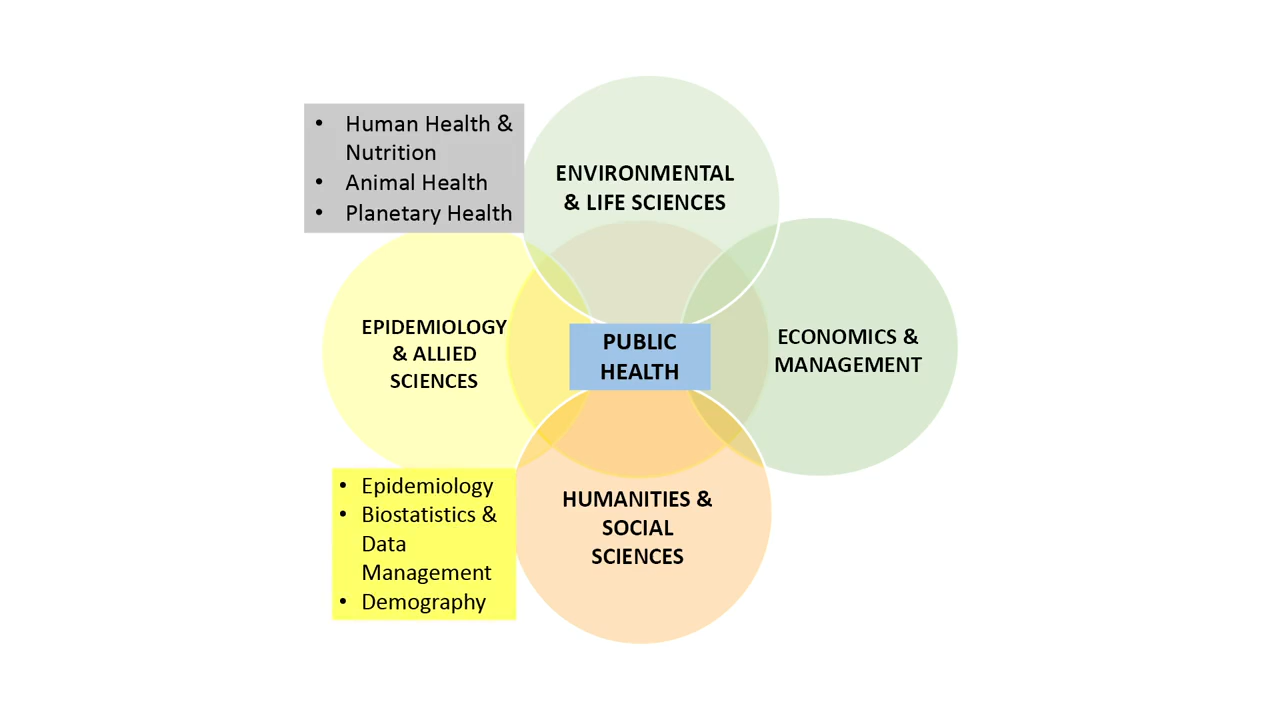 • Human Health &
Nutrition
• Animal Health
• Planetary Health
ENVIRONMENTAL
& LIFE SCIENCES
EPIDEMIOLOGY
& ALLIED
SCIENCES
PUBLIC
HEALTH
ECONOMICS &
MANAGEMENT
• Epidemiology
• Biostatistics &
Data
Management
• Demography
HUMANITIES &
SOCIAL
SCIENCES